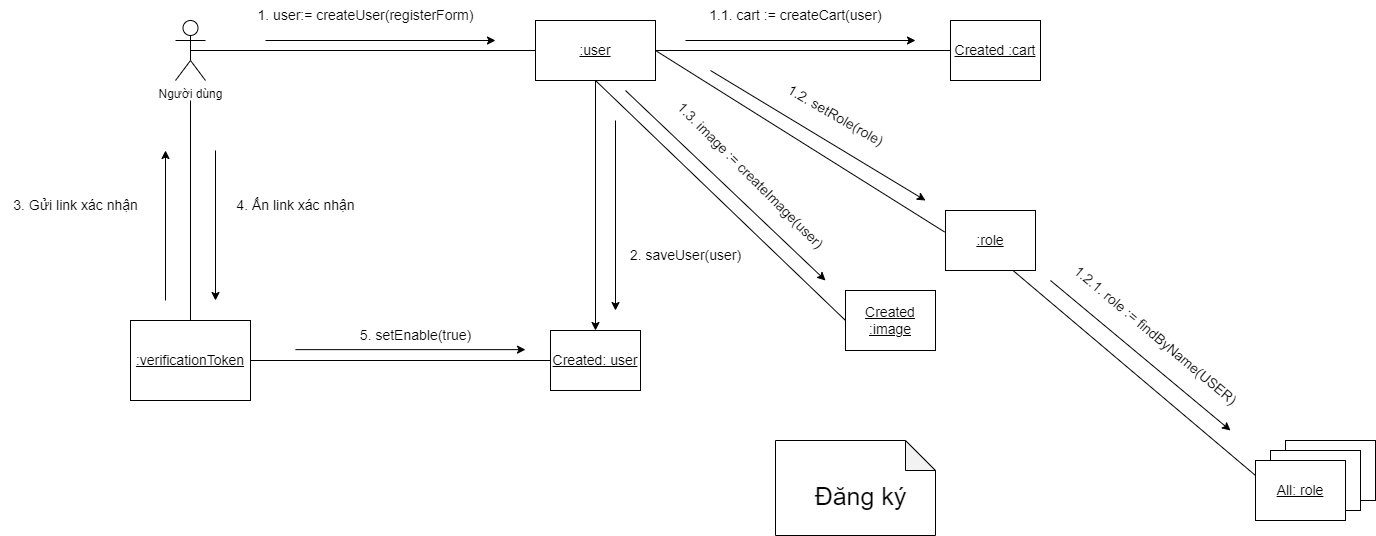 1. user:= createUser(registerForm)
1.1. cart := createCart(user)
:user
Created :cart
Người dùng
1.2. setRole(role)
1.3. image := createImage(user)
3. Gửi link xác nhận
4. Ấn link xác nhận
2. saveUser(user)
:role
1.2.1. role := findByName(USER)
Created
:image
5. setEnable(true)
:verificationToken
Created: user
Đăng ký
All: role